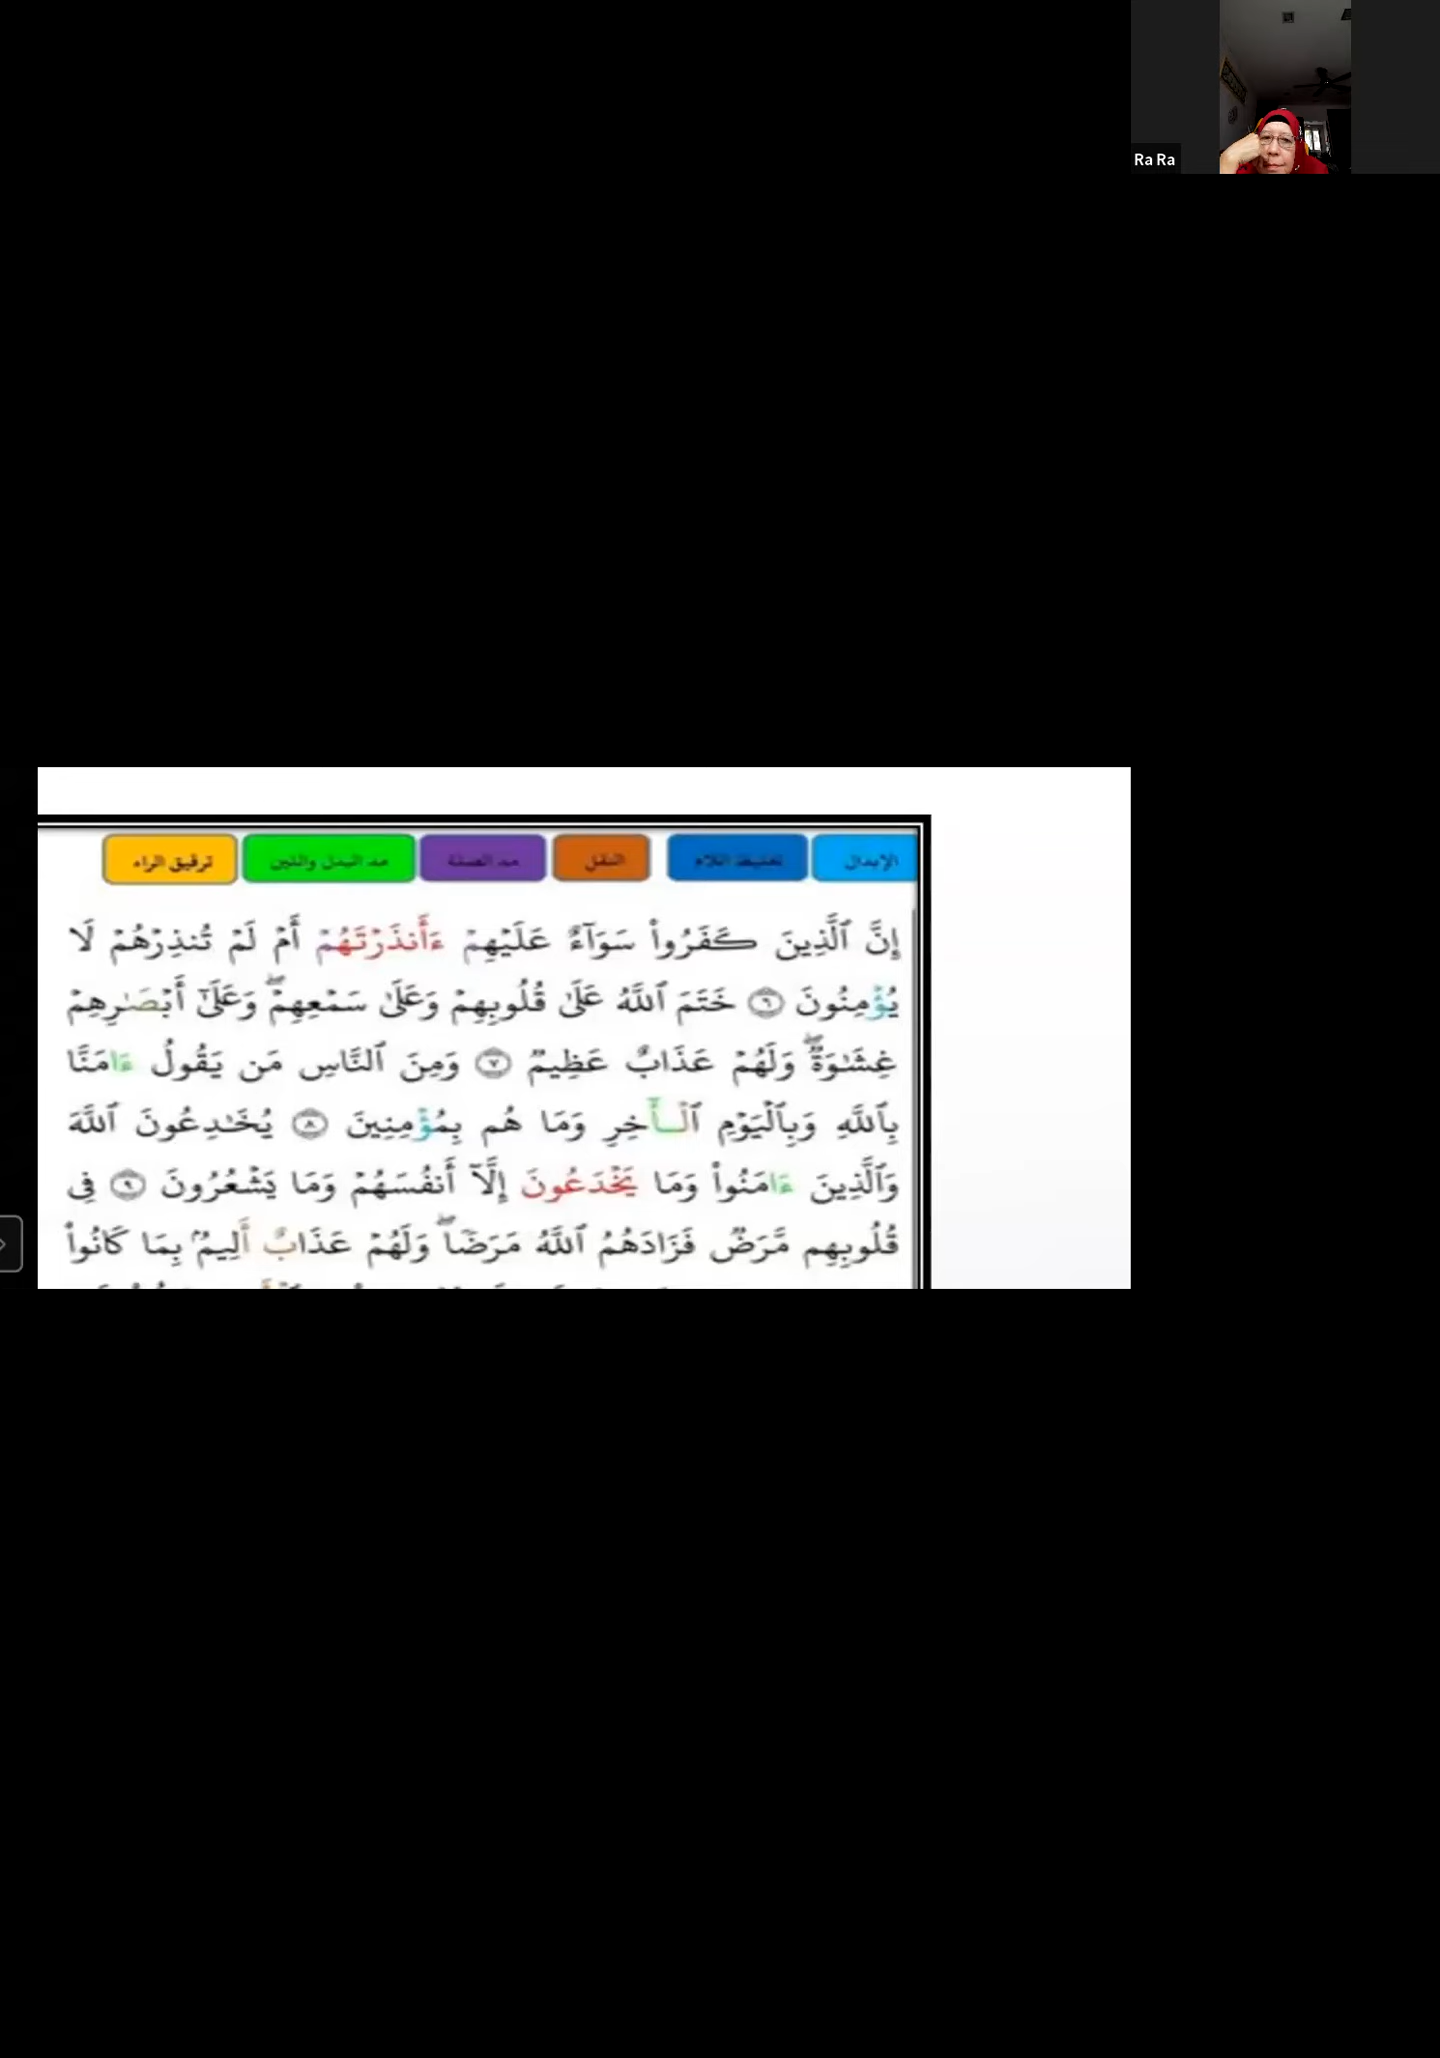 Ra Ra
الإبدال تغليظ اللام النقل مد الصلة مد البدل واللين ترقيق الراء
إِنَّ ٱلَّذِينَ كَفَرُوا۟ سَوَآءٌ عَلَيْهِمْ ءَأَنذَرْتَهُمْ أَمْ لَمْ تُنذِرْهُمْ لَا
يُؤْمِنُونَ ٦ خَتَمَ ٱللَّهُ عَلَىٰ قُلُوبِهِمْ وَعَلَىٰ سَمْعِهِمْ ۖ وَعَلَىٰٓ أَبْصَـٰرِهِمْ
غِشَـٰوَةٌ ۖ وَلَهُمْ عَذَابٌ عَظِيمٌ ٧ وَمِنَ ٱلنَّاسِ مَن يَقُولُ ءَامَنَّا
بِٱللَّهِ وَبِٱلْيَوْمِ ٱلْـَٔاخِرِ وَمَا هُم بِمُؤْمِنِينَ ٨ يُخَـٰدِعُونَ ٱللَّهَ
وَٱلَّذِينَ ءَامَنُوا۟ وَمَا يَخْدَعُونَ إِلَّآ أَنفُسَهُمْ وَمَا يَشْعُرُونَ ٩ فِى
قُلُوبِهِم مَّرَضٌ فَزَادَهُمُ ٱللَّهُ مَرَضًا ۖ وَلَهُمْ عَذَابٌ أَلِيمٌۢ بِمَا كَانُوا۟